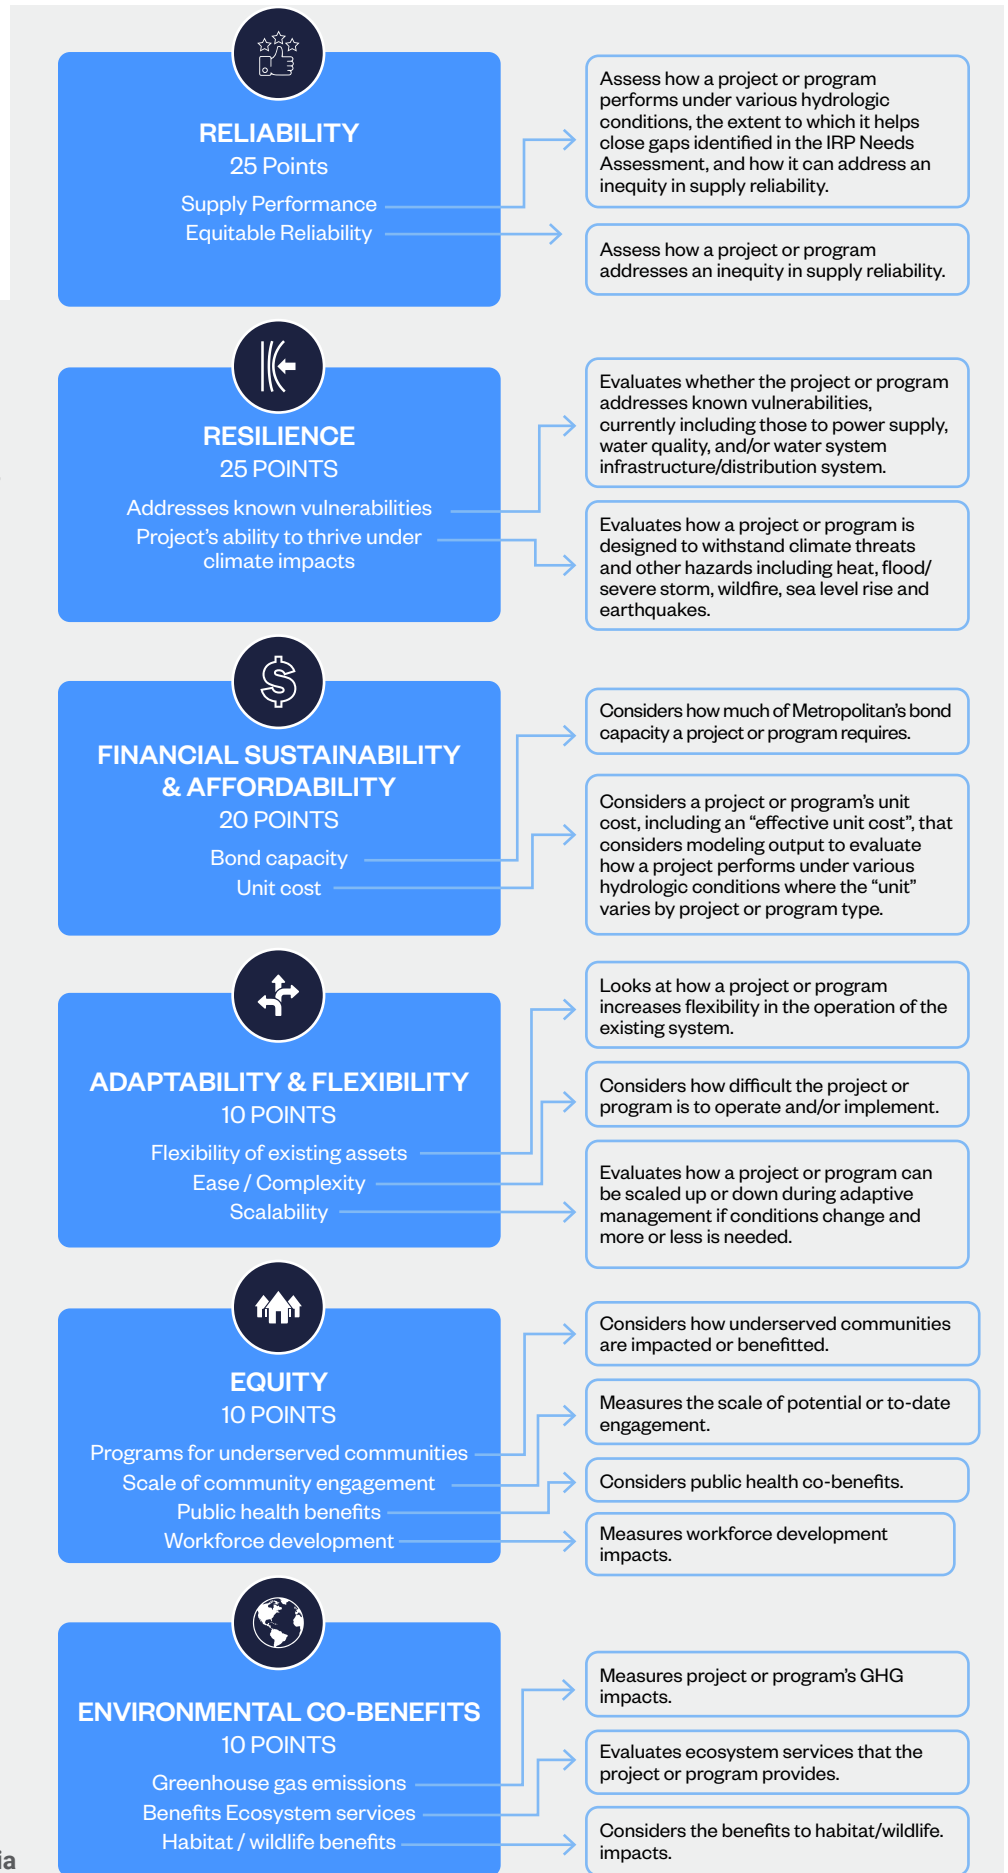 RELIABILITY
25 Points
Supply Performance
Equitable Reliability
Assess how a project or program
performs under various hydrologic
conditions, the extent to which it helps
close gaps identified in the IRP Needs
Assessment, and how it can address an
inequity in supply reliability.
Assess how a project or program
addresses an inequity in supply reliability.
RESILIENCE
25 POINTS
Addresses known vulnerabilities
Project's ability to thrive under
climate impacts
Evaluates whether the project or program
addresses known vulnerabilities,
currently including those to power supply,
water quality, and/or water system
infrastructure/distribution system.
Evaluates how a project or program is
designed to withstand climate threats
and other hazards including heat, flood/
severe storm, wildfire, sea level rise and
earthquakes.
$
FINANCIAL SUSTAINABILITY
& AFFORDABILITY
20 POINTS
Bond capacity
Unit cost
Considers how much of Metropolitan's bond
capacity a project or program requires.
Considers a project or program's unit
cost, including an "effective unit cost", that
considers modeling output to evaluate
how a project performs under various
hydrologic conditions where the "unit"
varies by project or program type.
ADAPTABILITY & FLEXIBILITY
10 POINTS
Flexibility of existing assets
Ease / Complexity
Scalability
Looks at how a project or program
increases flexibility in the operation of the
existing system.
Considers how difficult the project or
program is to operate and/or implement.
Evaluates how a project or program can
be scaled up or down during adaptive
management if conditions change and
more or less is needed.
EQUITY
10 POINTS
Programs for underserved communities
Scale of community engagement
Public health benefits
Workforce development
Considers how underserved communities
are impacted or benefitted.
Measures the scale of potential or to-date
engagement.
Considers public health co-benefits.
Measures workforce development
impacts.
ENVIRONMENTAL CO-BENEFITS
10 POINTS
Greenhouse gas emissions
Benefits Ecosystem services
Habitat / wildlife benefits
Measures project or program's GHG
impacts.
Evaluates ecosystem services that the
project or program provides.
Considers the benefits to habitat/wildlife.
impacts.
ia